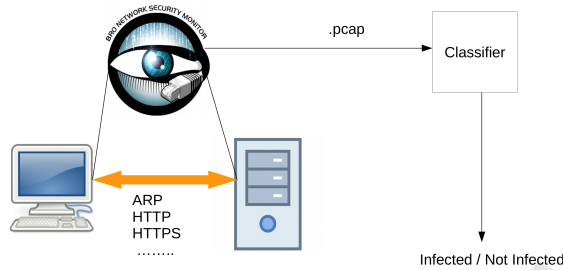 BRO NETWORK SECURITY MONITOR
.pcap
Classifier
ARP
HTTP
HTTPS
……..
Infected / Not Infected